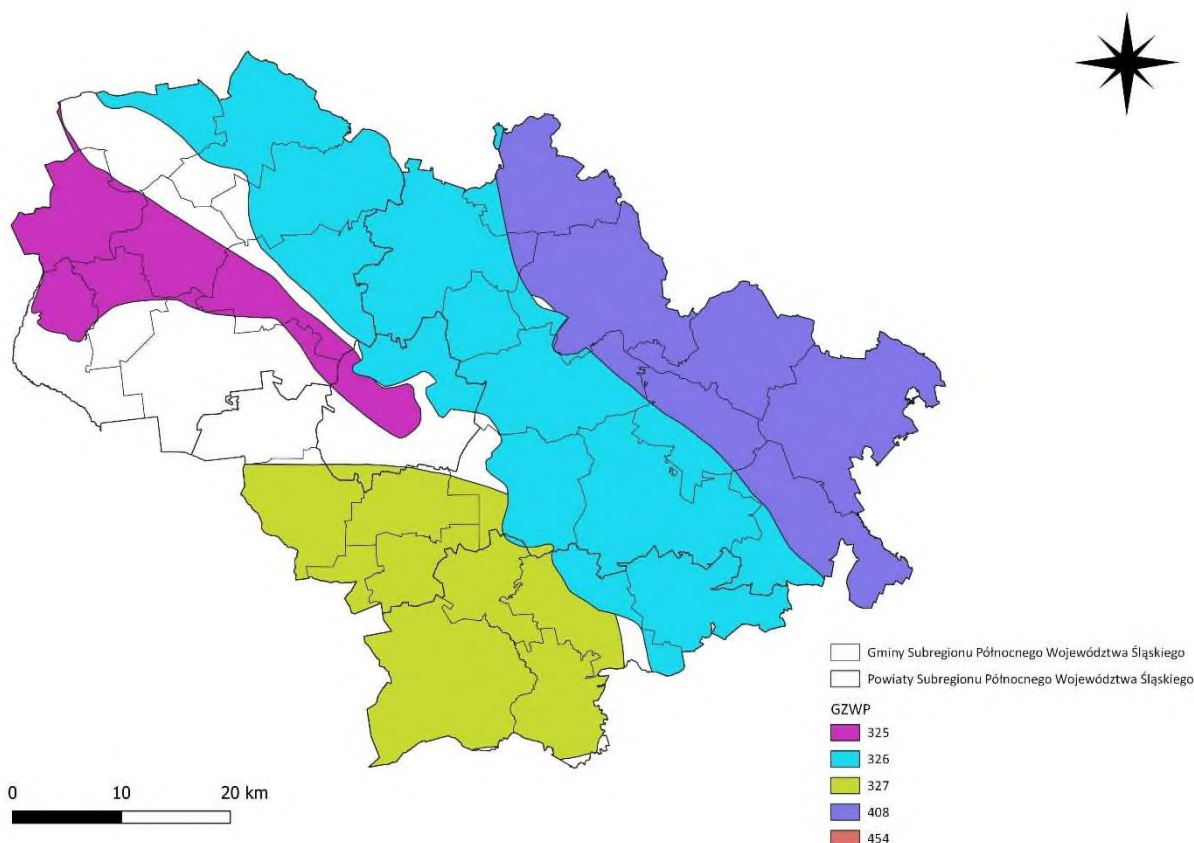 Gminy Subregionu Północnego Województwa Śląskiego
Powiaty Subregionu Północnego Województwa Śląskiego
GZWP
325
326
327
408
454
0 10 20 km